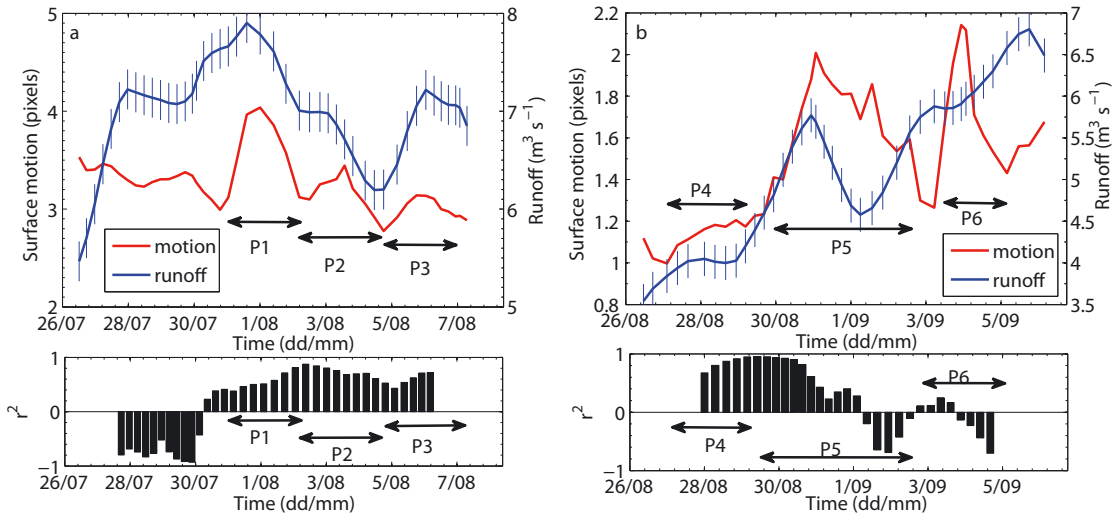 a
Surface motion (pixels)
5
4
3
2
8
7
6
5
Runoff (m³ s⁻¹)
P1
P2
P3
motion
runoff
26/07 28/07 30/07 1/08 3/08 5/08 7/08
Time (dd/mm)
b
Surface motion (pixels)
2.2
2
1.8
1.6
1.4
1.2
1
0.8
7
6.5
6
5.5
5
4.5
4
3.5
Runoff (m³ s⁻¹)
P4
P5
P6
motion
runoff
26/08 28/08 30/08 1/09 3/09 5/09
Time (dd/mm)
r²
1
0
−1
P1
P2
P3
26/07 28/07 30/07 1/08 3/08 5/08 7/08
Time (dd/mm)
r²
1
0
−1
P6
P4
P5
26/08 28/08 30/08 1/09 3/09 5/09
Time (dd/mm)